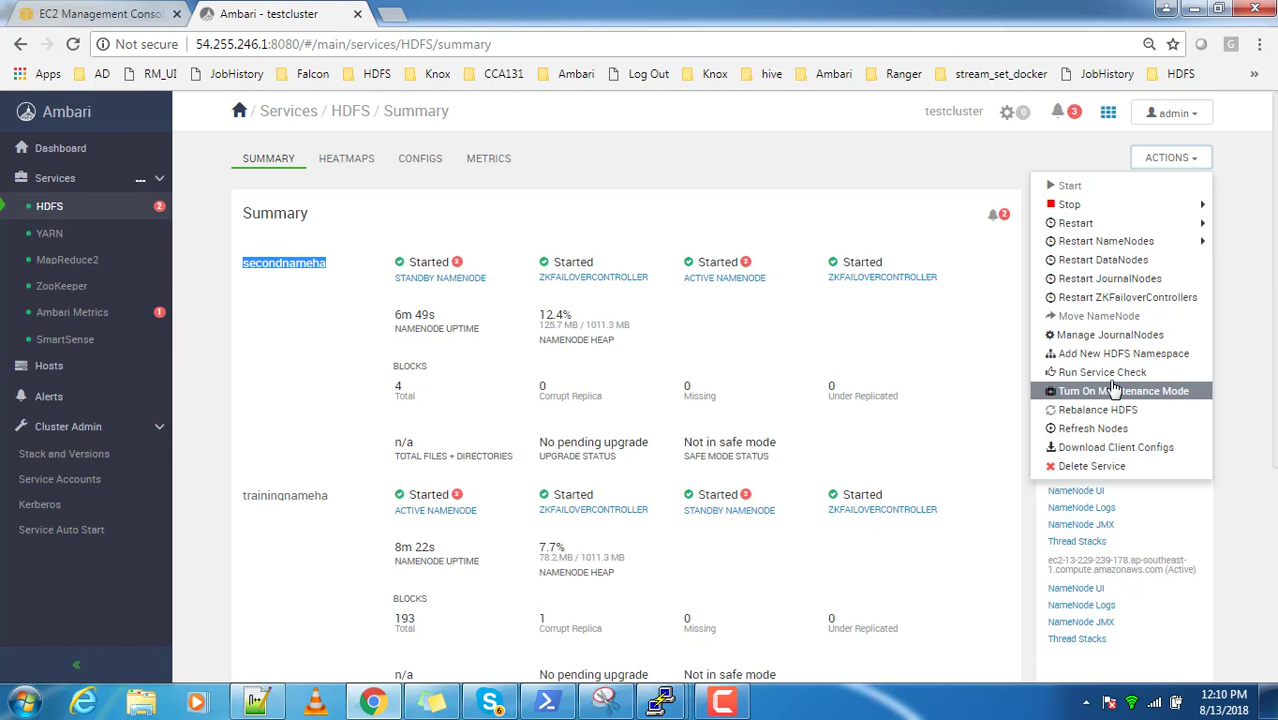 EC2 Management Conso
Ambari - testcluster
Not secure
54.255.246.1:8080/#/main/services/HDFS/summary
G
Apps
AD
RM_UI
JobHistory
Falcon
HDFS
Knox
CCA131
Ambari
Log Out
Knox
hive
Ambari
Ranger
stream_set_docker
JobHistory
HDFS
»
Ambari
/ Services / HDFS / Summary
testcluster
0
3
admin
Dashboard
Services
...
HDFS
2
YARN
MapReduce2
ZooKeeper
Ambari Metrics
1
SmartSense
Hosts
Alerts
Cluster Admin
Stack and Versions
Service Accounts
Kerberos
Service Auto Start
«
SUMMARY
HEATMAPS
CONFIGS
METRICS
ACTIONS
Summary
2
secondnameha
Started 2
STANDBY NAMENODE
Started
ZKFAILOVERCONTROLLER
Started 2
ACTIVE NAMENODE
Started
ZKFAILOVERCONTROLLER
6m 49s
NAMENODE UPTIME
12.4%
125.7 MB / 1011.3 MB
NAMENODE HEAP
BLOCKS
4
Total
0
Corrupt Replica
0
Missing
0
Under Replicated
n/a
TOTAL FILES + DIRECTORIES
No pending upgrade
UPGRADE STATUS
Not in safe mode
SAFE MODE STATUS
trainingnameha
Started 2
ACTIVE NAMENODE
Started
ZKFAILOVERCONTROLLER
Started 2
STANDBY NAMENODE
Started
ZKFAILOVERCONTROLLER
8m 22s
NAMENODE UPTIME
7.7%
78.2 MB / 1011.3 MB
NAMENODE HEAP
BLOCKS
193
Total
1
Corrupt Replica
0
Missing
0
Under Replicated
n/a
No pending upgrade
Not in safe mode
Start
Stop
Restart
Restart NameNodes
Restart DataNodes
Restart JournalNodes
Restart ZKFailoverControllers
Move NameNode
Manage JournalNodes
Add New HDFS Namespace
Run Service Check
Turn On M tenance Mode
Rebalance HDFS
Refresh Nodes
Download Client Configs
Delete Service
NameNode UI
NameNode Logs
NameNode JMX
Thread Stacks
ec2-13-229-239-178.ap-southeast-
1.compute.amazonaws.com (Active)
NameNode UI
NameNode Logs
NameNode JMX
Thread Stacks
12:10 PM
8/13/2018